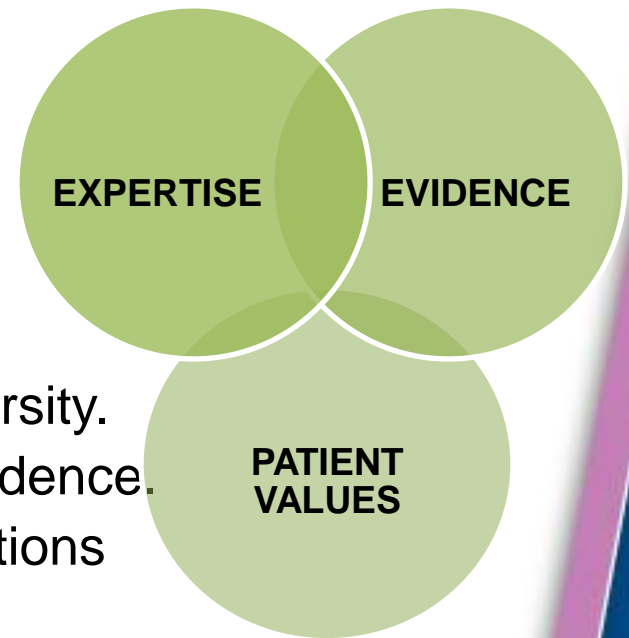 EXPERTISE
EVIDENCE
rsity.
PATIENT
VALUES
dence.
tions